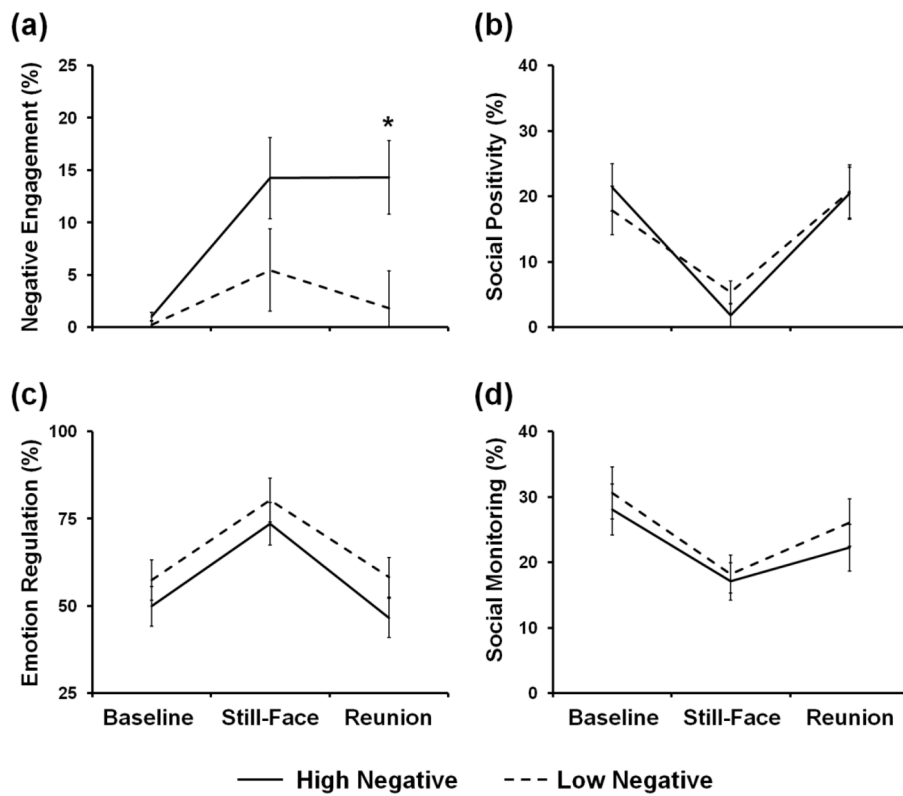 (a)
Negative Engagement (%)
25
20
15
10
5
0
*
(b)
Social Positivity (%)
40
30
20
10
0
(c)
Emotion Regulation (%)
100
75
50
25
Baseline Still-Face Reunion
(d)
Social Monitoring (%)
40
30
20
10
0
Baseline Still-Face Reunion
High Negative Low Negative